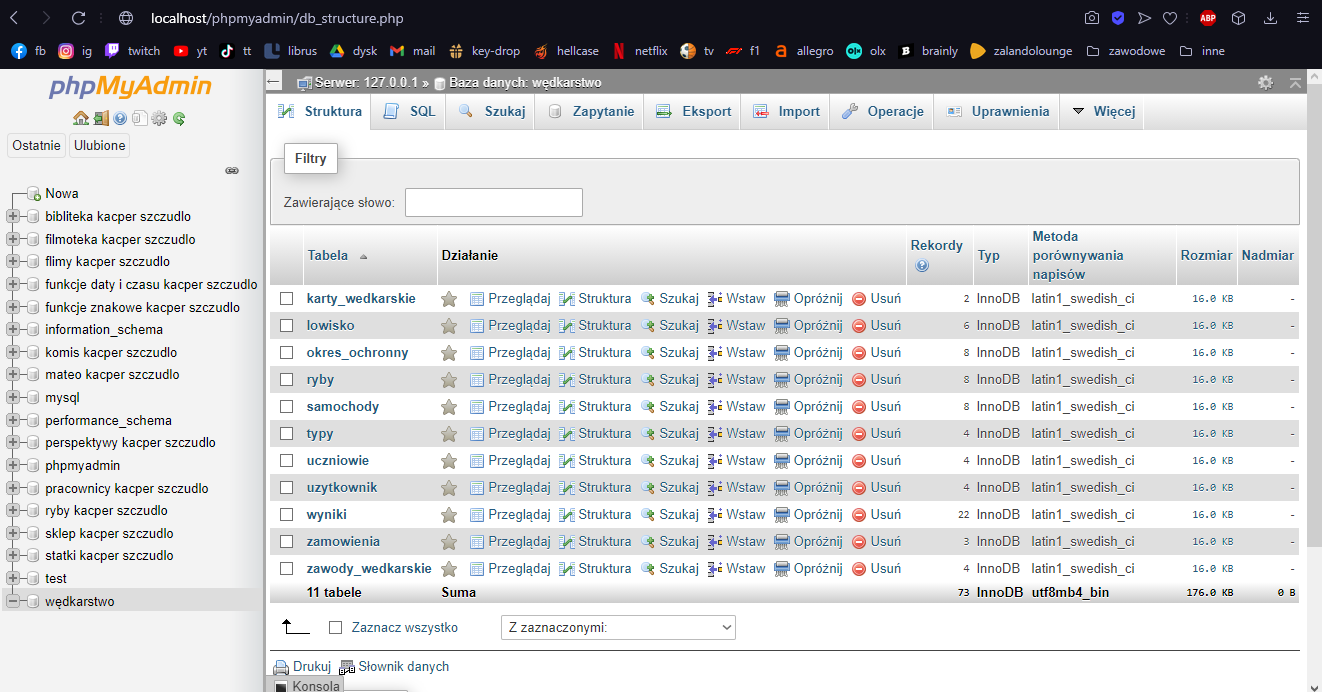 localhost/phpmyadmin/db_structure.php
ABP
fb ig twitch yt tt librus dysk mail key-drop hellcase netflix tv f1 allegro olx brainly zalandolounge zawodowe inne
phpMyAdmin
Ostatnie Ulubione
Nowa
bibliteka kacper szczudlo
filmoteka kacper szczudlo
flimy kacper szczudlo
funkcje daty i czasu kacper szczudlo
funkcje znakowe kacper szczudlo
information_schema
komis kacper szczudlo
mateo kacper szczudlo
mysql
performance_schema
perspektywy kacper szczudlo
phpmyadmin
pracownicy kacper szczudlo
ryby kacper szczudlo
sklep kacper szczudlo
statki kacper szczudlo
test
wędkarstwo
Serwer: 127.0.0.1 » Baza danych: wędkarstwo
Struktura SQL Szukaj Zapytanie Eksport Import Operacje Uprawnienia Więcej
Filtry
Zawierające słowo:
Tabela Działanie Rekordy Typ Metoda porównywania napisów Rozmiar Nadmiar
karty_wedkarskie Przeglądaj Struktura Szukaj Wstaw Opróżnij Usuń 2 InnoDB latin1_swedish_ci 16.0 KB -
lowisko Przeglądaj Struktura Szukaj Wstaw Opróżnij Usuń 6 InnoDB latin1_swedish_ci 16.0 KB -
okres_ochronny Przeglądaj Struktura Szukaj Wstaw Opróżnij Usuń 8 InnoDB latin1_swedish_ci 16.0 KB -
ryby Przeglądaj Struktura Szukaj Wstaw Opróżnij Usuń 8 InnoDB latin1_swedish_ci 16.0 KB -
samochody Przeglądaj Struktura Szukaj Wstaw Opróżnij Usuń 8 InnoDB latin1_swedish_ci 16.0 KB -
typy Przeglądaj Struktura Szukaj Wstaw Opróżnij Usuń 4 InnoDB latin1_swedish_ci 16.0 KB -
uczniowie Przeglądaj Struktura Szukaj Wstaw Opróżnij Usuń 4 InnoDB latin1_swedish_ci 16.0 KB -
uzytkownik Przeglądaj Struktura Szukaj Wstaw Opróżnij Usuń 4 InnoDB latin1_swedish_ci 16.0 KB -
wyniki Przeglądaj Struktura Szukaj Wstaw Opróżnij Usuń 22 InnoDB latin1_swedish_ci 16.0 KB -
zamowienia Przeglądaj Struktura Szukaj Wstaw Opróżnij Usuń 3 InnoDB latin1_swedish_ci 16.0 KB -
zawody_wedkarskie Przeglądaj Struktura Szukaj Wstaw Opróżnij Usuń 4 InnoDB latin1_swedish_ci 16.0 KB -
11 tabele Suma 73 InnoDB utf8mb4_bin 176.0 KB 0 B
Zaznacz wszystko Z zaznaczonymi:
Drukuj Słownik danych
Konsola